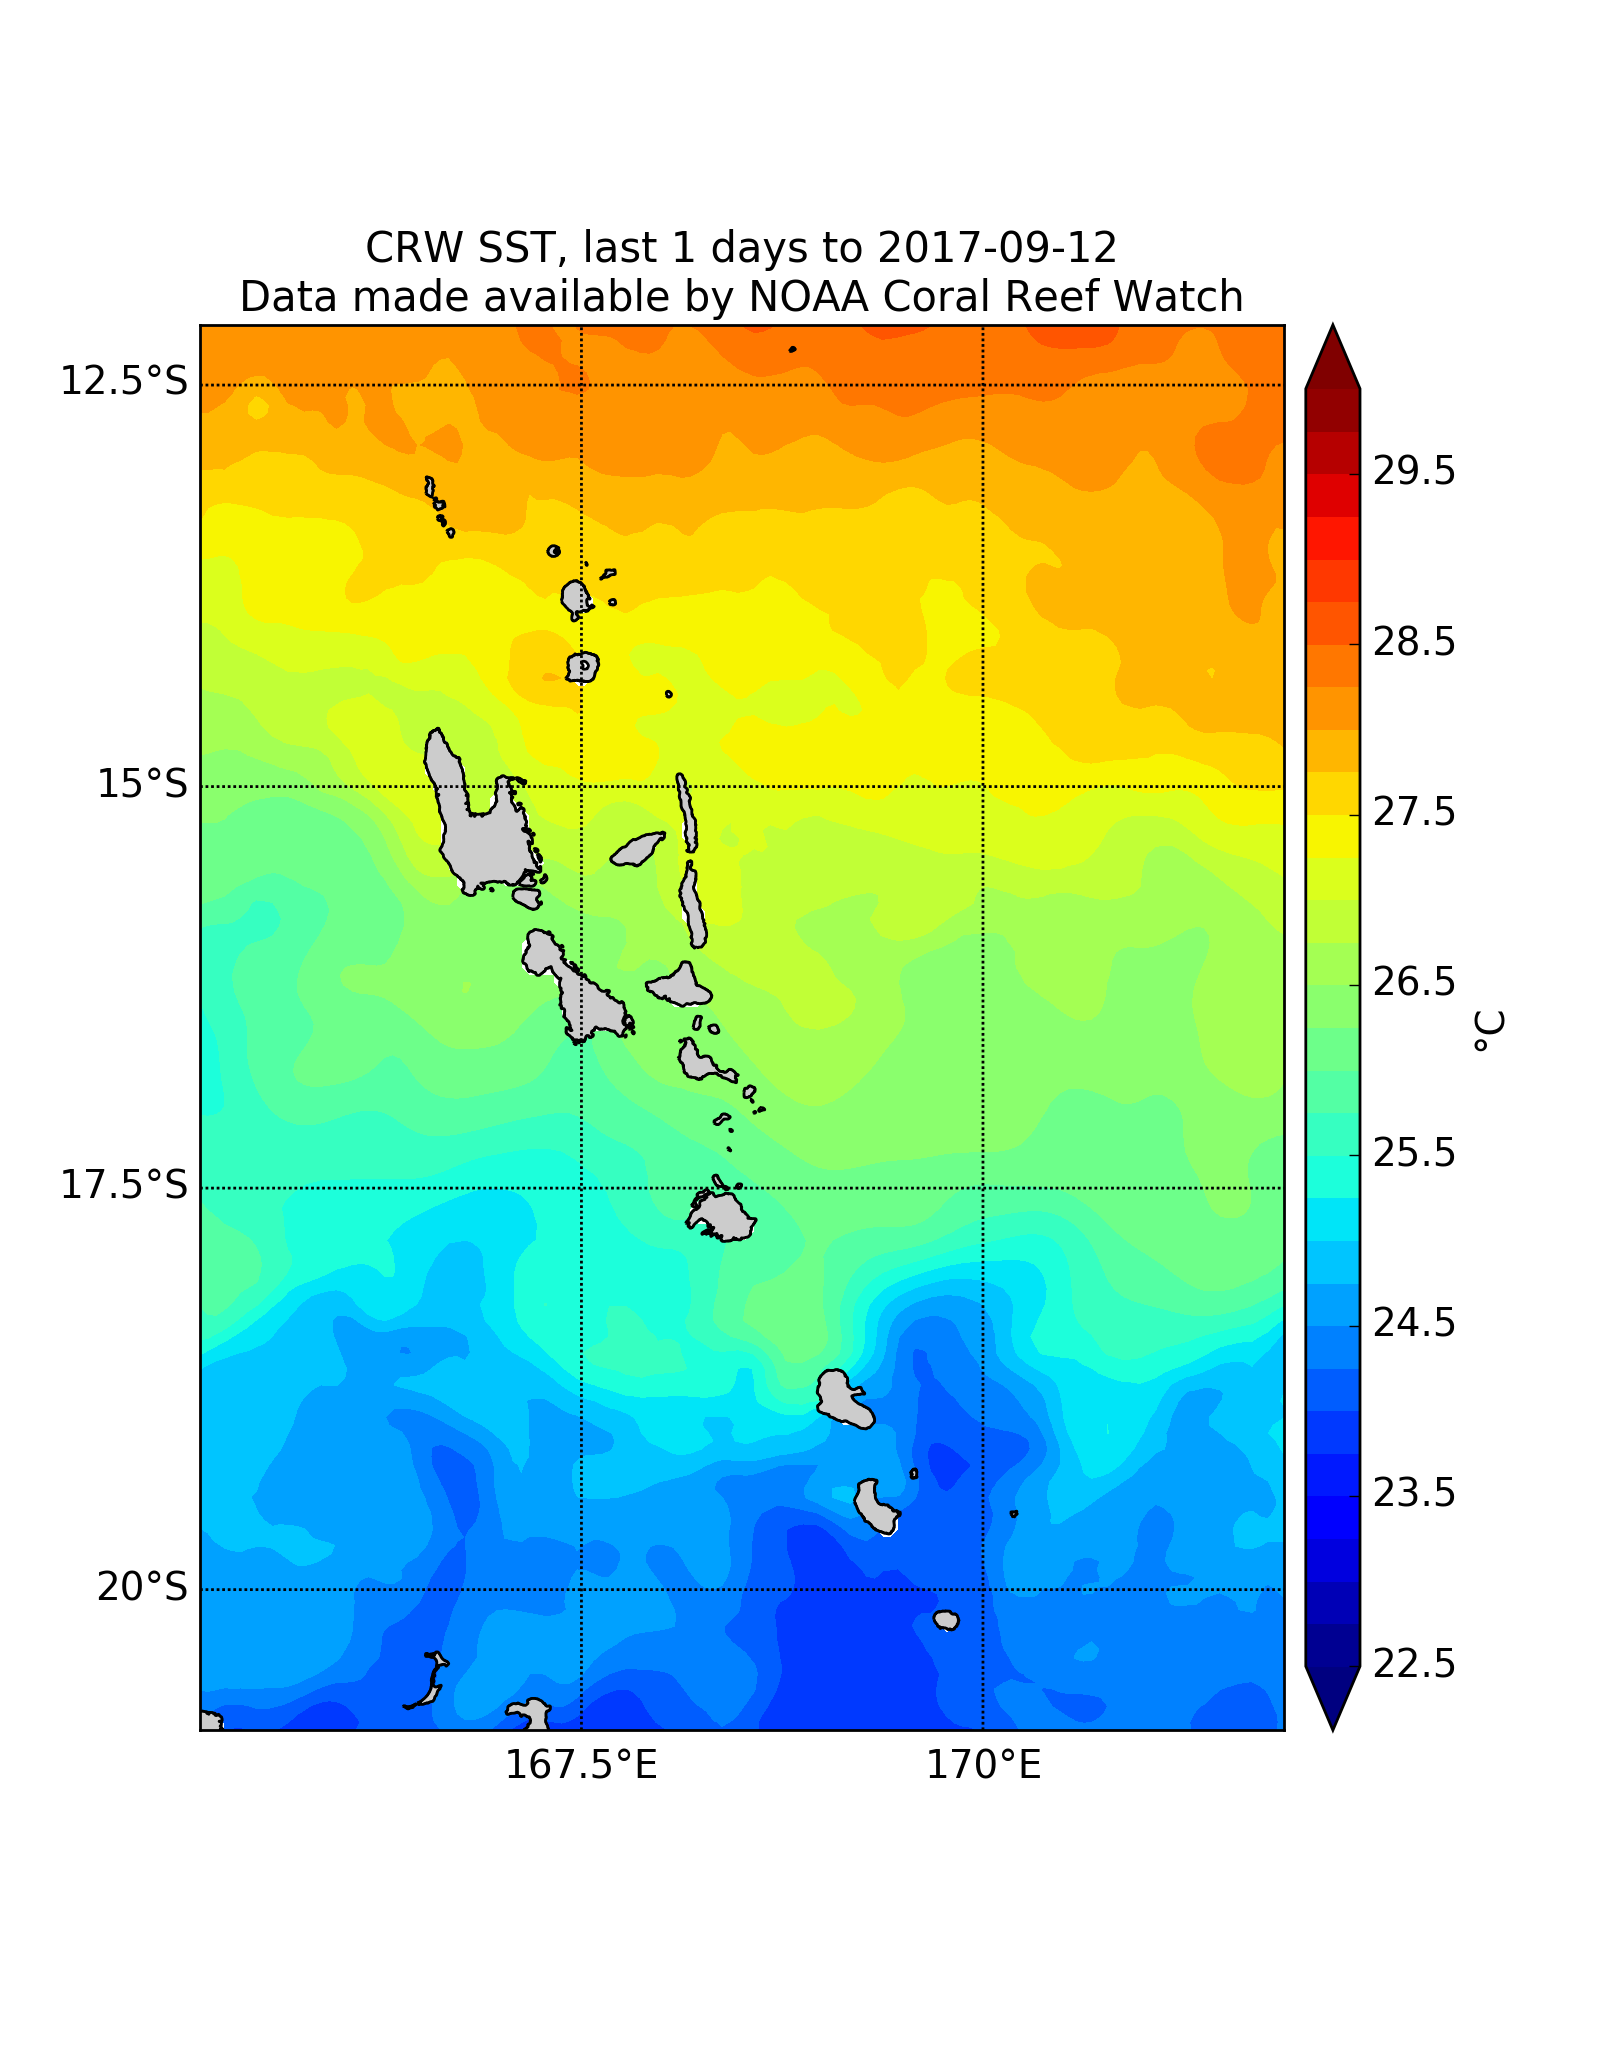 CRW SST, last 1 days to 2017-09-12
Data made available by NOAA Coral Reef Watch
12.5°S
15°S
17.5°S
20°S
167.5°E
170°E
29.5
28.5
27.5
26.5
25.5
24.5
23.5
22.5
°C